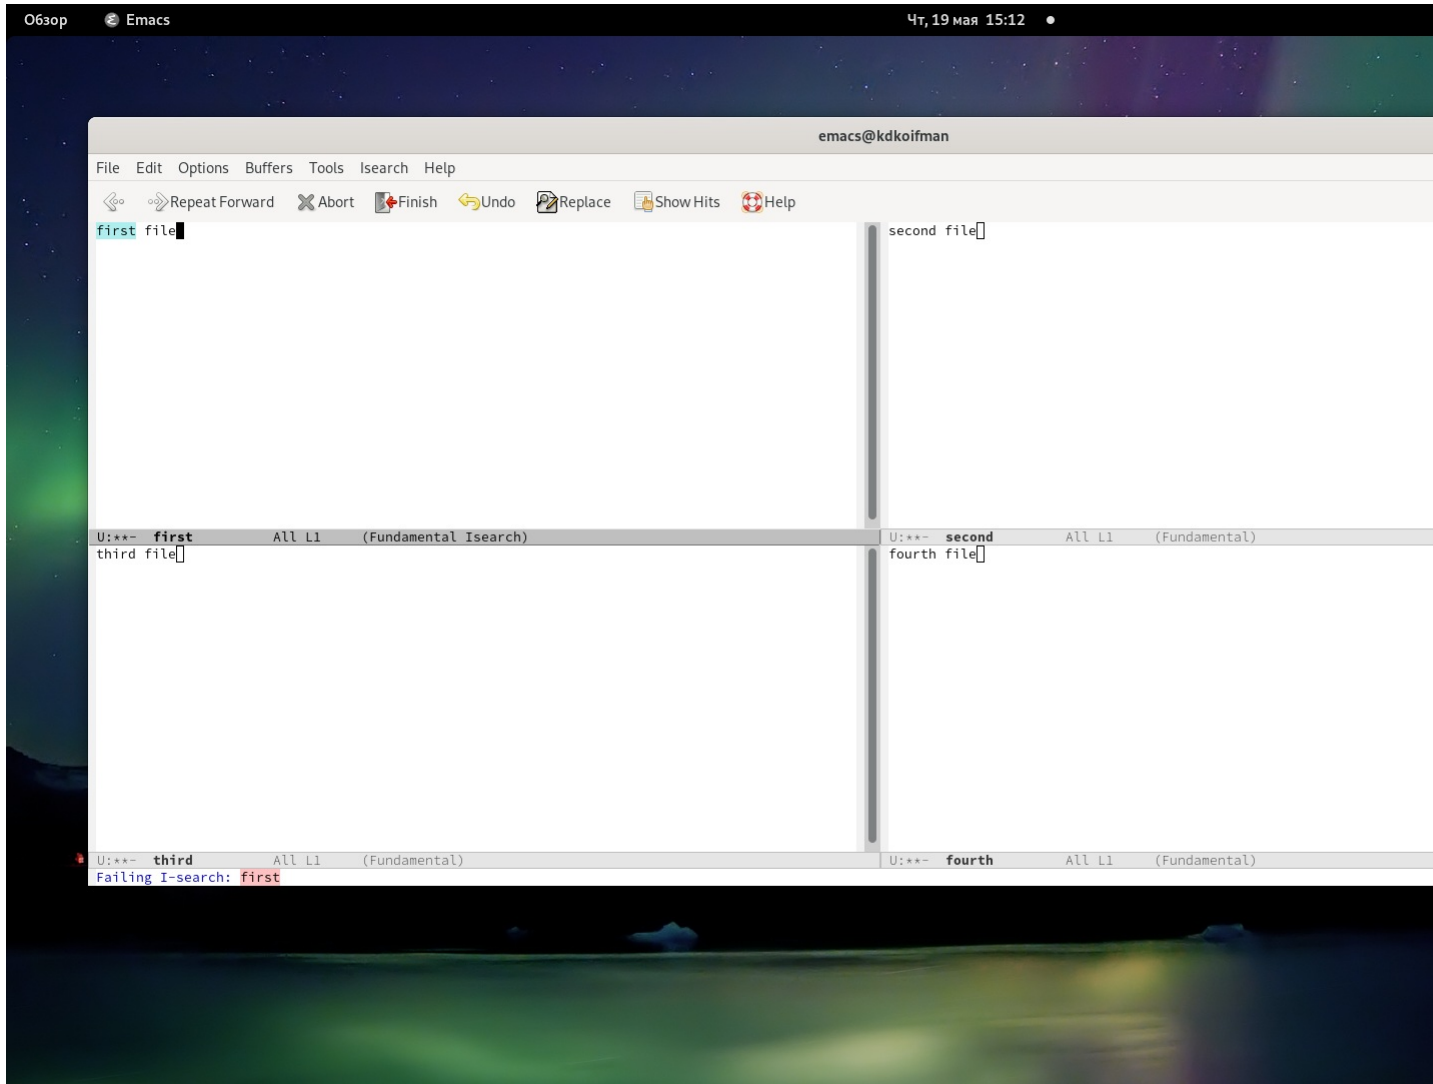 Обзор Emacs Чт, 19 мая 15:12
emacs@kdkoifman
File Edit Options Buffers Tools Isearch Help
Repeat Forward Abort Finish Undo Replace Show Hits Help
first file second file
U:**- first All L1 (Fundamental Isearch) U:**- second All L1 (Fundamental)
third file fourth file
U:**- third All L1 (Fundamental) U:**- fourth All L1 (Fundamental)
Failing I-search: first